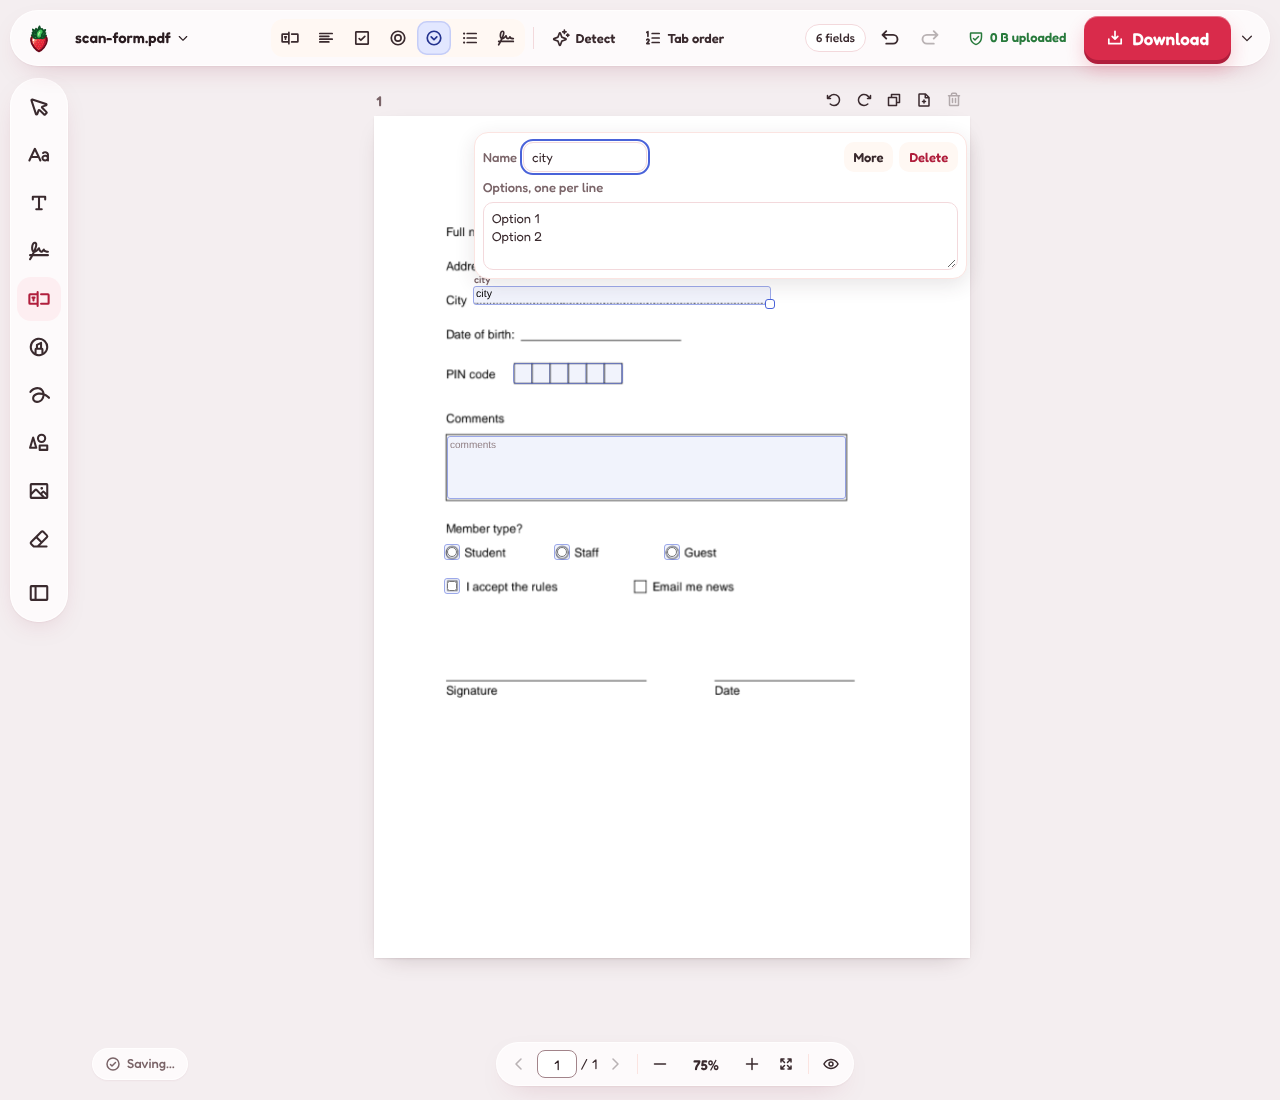 scan-form.pdf
Detect
Tab order
6 fields
0 B uploaded
Download
1
Name
city
More
Delete
Options, one per line
Option 1
Option 2
Full
Addre
city
City
city
Date of birth:
PIN code
Comments
comments
Member type?
Student
Staff
Guest
I accept the rules
Email me news
Signature
Date
Saving...
1 / 1
75%